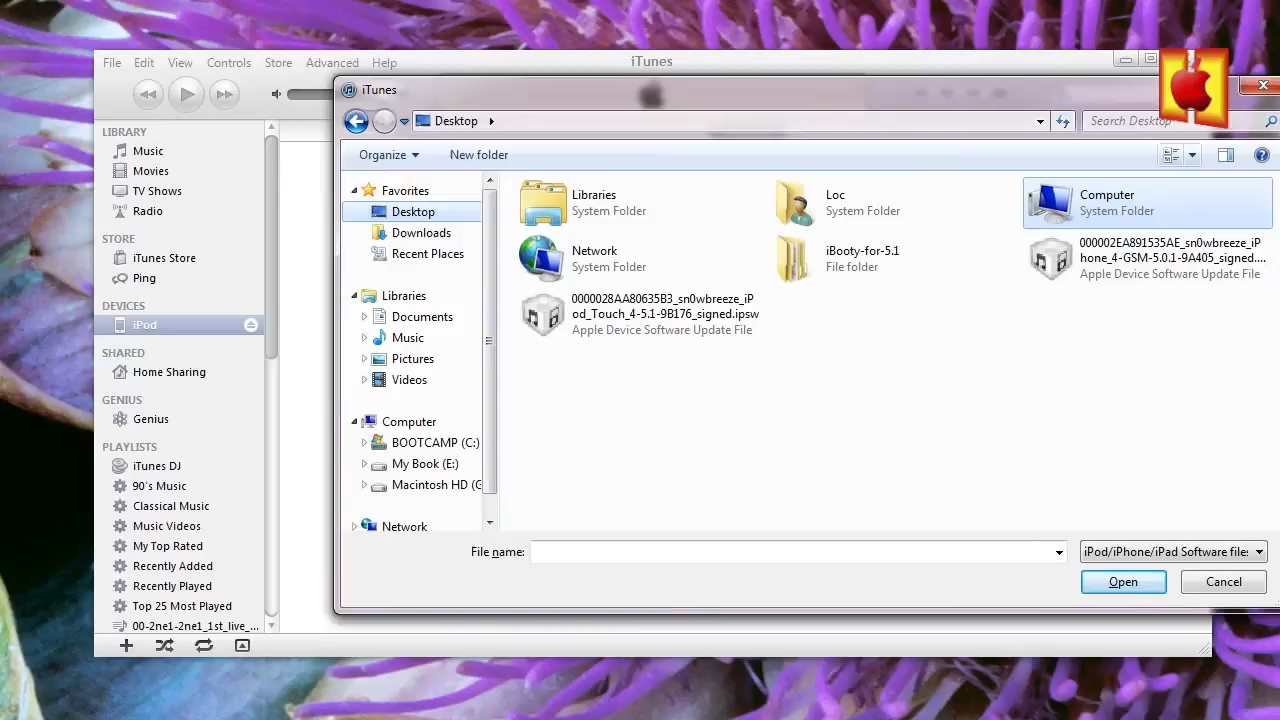 File Edit View Controls Store Advanced Help
iTunes
iTunes
Desktop
Search Desktop
Organize
New folder
LIBRARY
Music
Movies
TV Shows
Radio
STORE
iTunes Store
Ping
DEVICES
iPod
SHARED
Home Sharing
GENIUS
Genius
PLAYLISTS
iTunes DJ
90's Music
Classical Music
Music Videos
My Top Rated
Recently Added
Recently Played
Top 25 Most Played
00-2ne1-2ne1_1st_live_...
Favorites
Desktop
Downloads
Recent Places
Libraries
Documents
Music
Pictures
Videos
Computer
BOOTCAMP (C:)
My Book (E:)
Macintosh HD (G
Network
Libraries
System Folder
Loc
System Folder
Computer
System Folder
Network
System Folder
iBooty-for-5.1
File folder
000002EA891535AE_sn0wbreeze_iP
hone_4-GSM-5.0.1-9A405_signed....
Apple Device Software Update File
0000028AA80635B3_sn0wbreeze_iP
od_Touch_4-5.1-9B176_signed.ipsw
Apple Device Software Update File
File name:
iPod/iPhone/iPad Software files
Open
Cancel